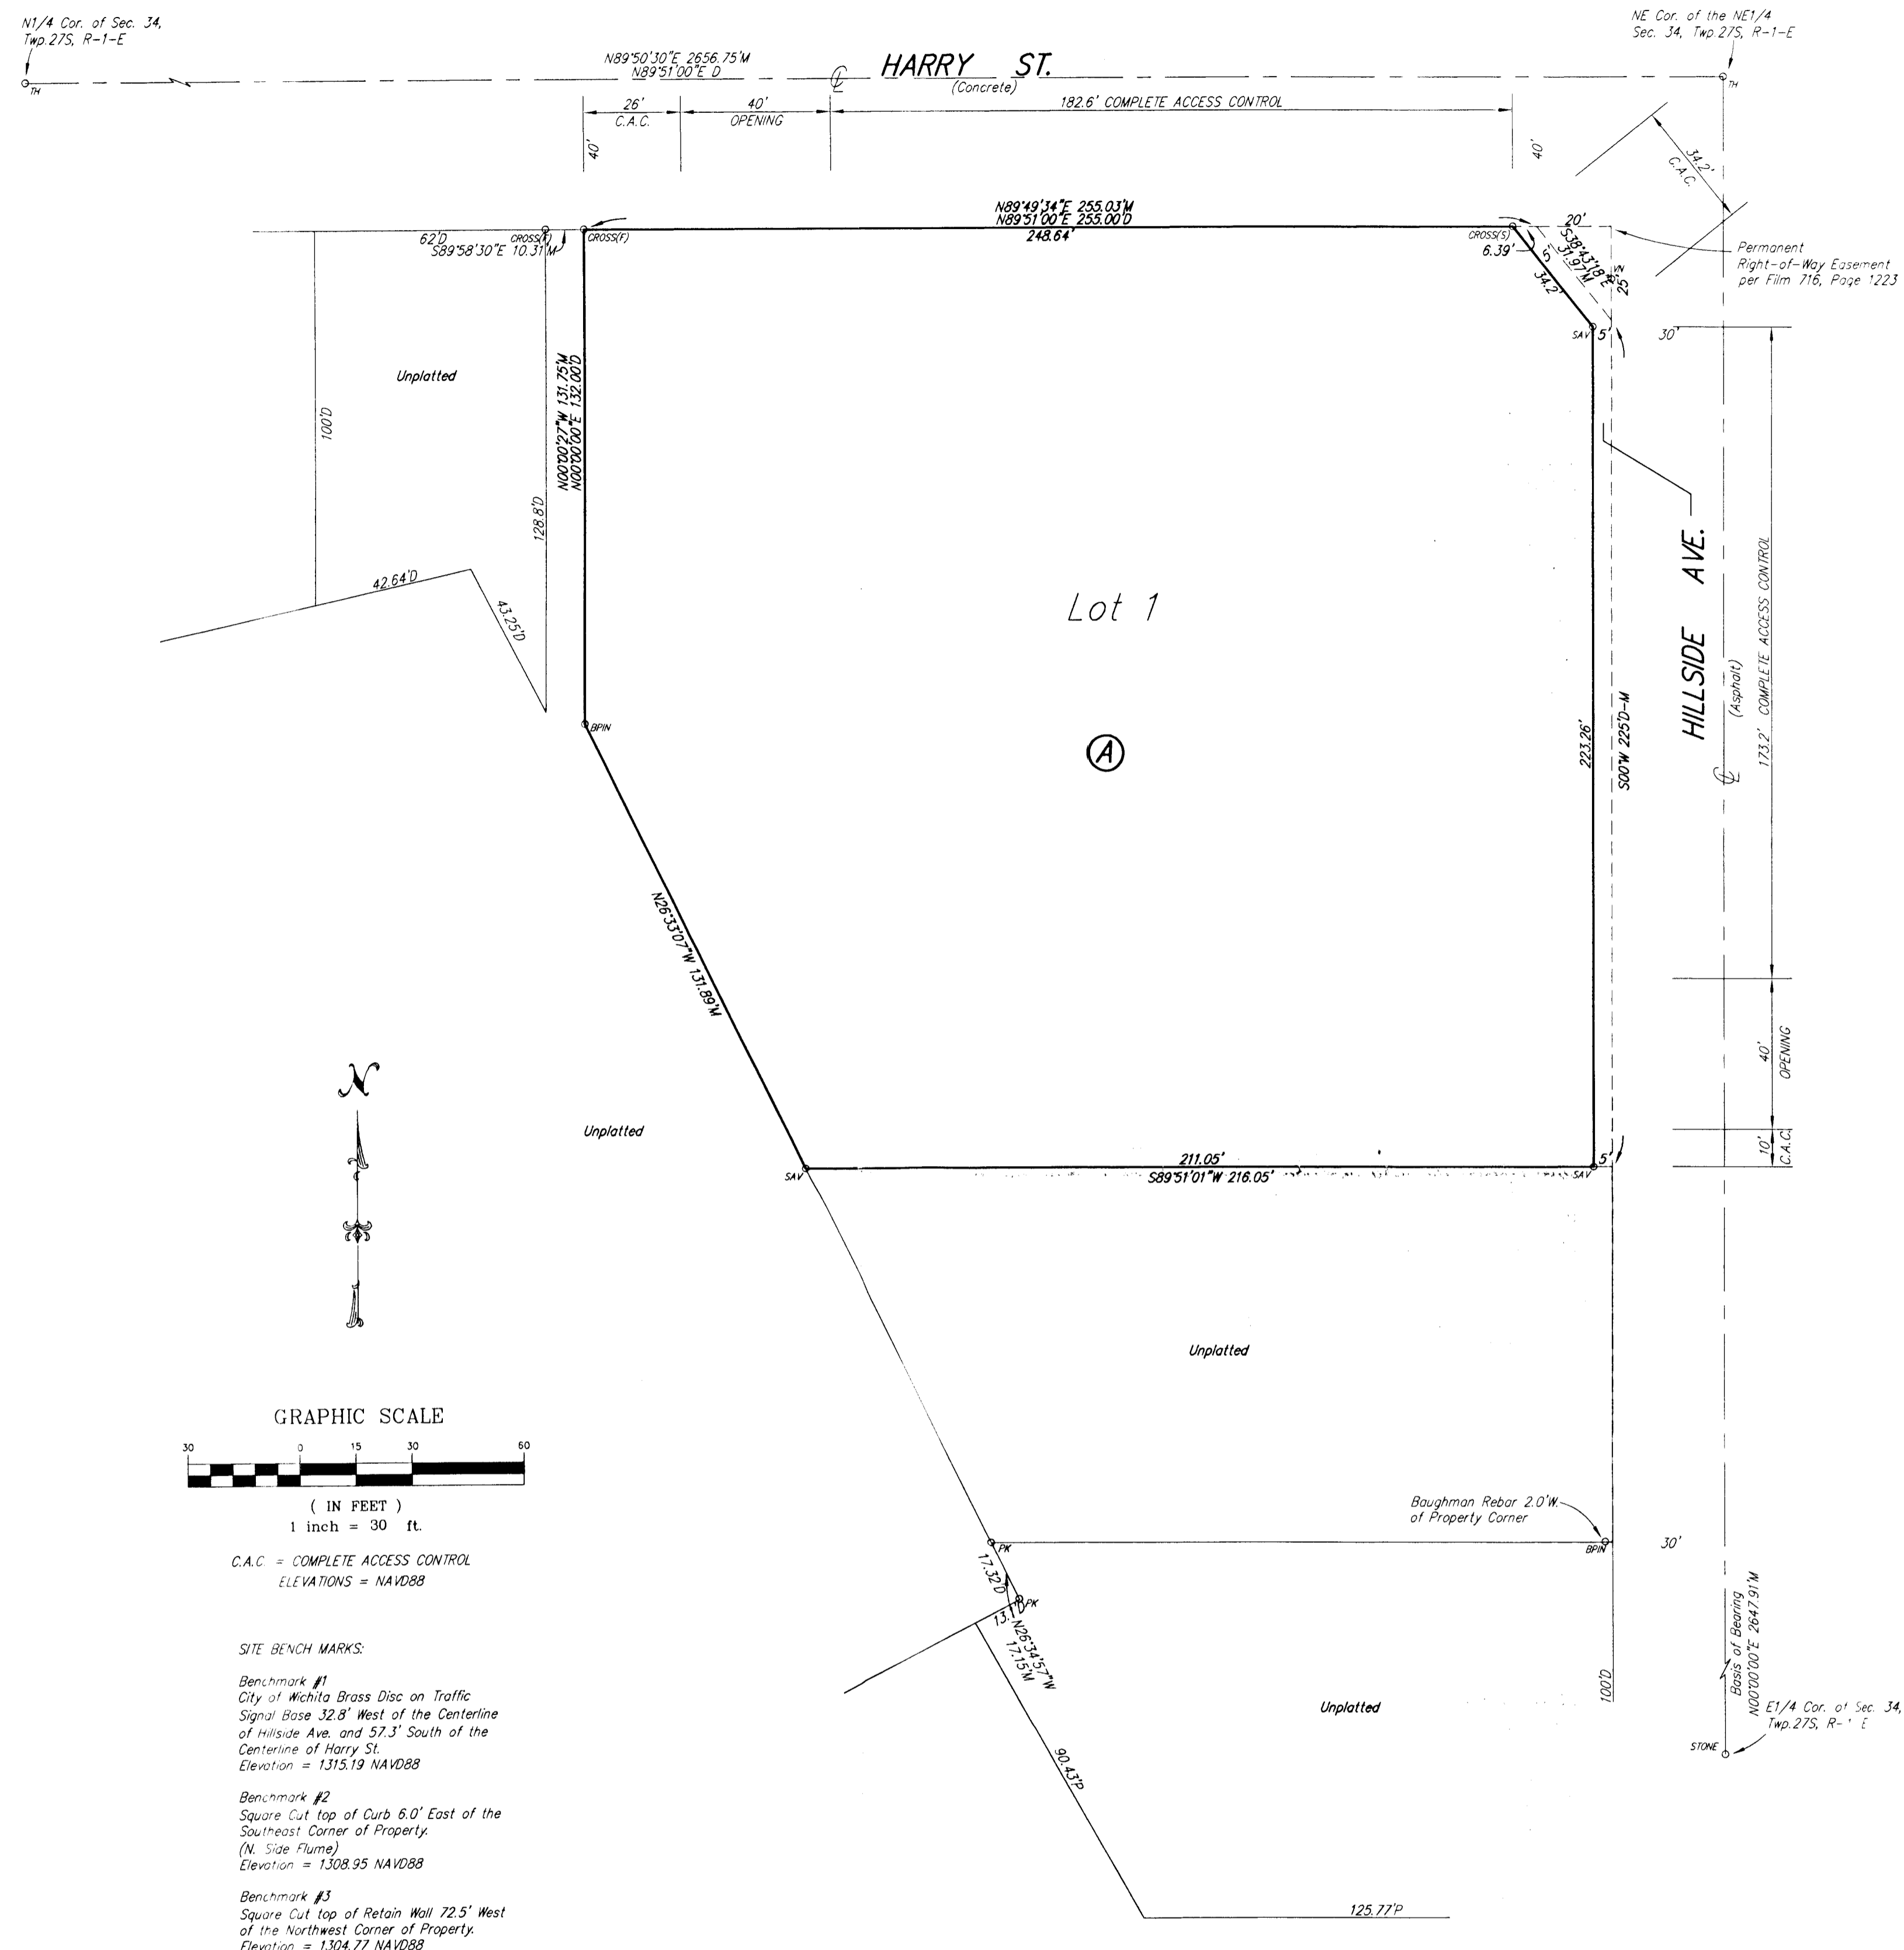 N1/4 Cor. of Sec. 34,
Twp.27S, R-1-E
TH
N89°50'30"E 2656.75'M
N89°51'00"E D
HARRY ST.
(Concrete)
NE Cor. of the NE1/4
Sec. 34, Twp.27S, R-1-E
TH
26'
C.A.C.
40'
OPENING
182.6' COMPLETE ACCESS CONTROL
40'
40'
34.2'
C.A.C.
N89°49'34"E 255.03'M
N89°51'00"E 255.00'D
248.64'
62'D
CROSS(F)
S89°58'30"E 10.31'M
CROSS(F)
CROSS(S)
6.39'
20'
S38°43'18"E
31.97'M
5'
34.2'
VN
25'
Permanent
Right-of-Way Easement
per Film 716, Page 1223
SAV
5'
30'
Unplatted
100'D
128.8'D
N00°00'27"W 131.75'M
N00°00'00"E 132.00'D
42.64'D
43.25'D
BPIN
Lot 1
A
HILLSIDE AVE.
(Asphalt)
173.2' COMPLETE ACCESS CONTROL
223.26'
S00°W 225'D-M
N26°33'07"W 131.89'M
40'
OPENING
10'
C.A.C.
N
Unplatted
SAV
211.05'
S89°51'01"W 216.05'
SAV
5'
Unplatted
GRAPHIC SCALE
30 0 15 30 60
( IN FEET )
1 inch = 30 ft.
C.A.C. = COMPLETE ACCESS CONTROL
ELEVATIONS = NAVD88
Baughman Rebar 2.0'W.
of Property Corner
BPIN
30'
PK
17.32'D
PK
13.1'
N26°34'57"W
17.15'M
Basis of Bearing
N00°00'00"E 2647.91'M
100'D
Unplatted
E1/4 Cor. of Sec. 34,
Twp.27S, R- E
STONE
90.43'P
125.77'P
SITE BENCH MARKS:
Benchmark #1
City of Wichita Brass Disc on Traffic
Signal Base 32.8' West of the Centerline
of Hillside Ave. and 57.3' South of the
Centerline of Harry St.
Elevation = 1315.19 NAVD88
Benchmark #2
Square Cut top of Curb 6.0' East of the
Southeast Corner of Property.
(N. Side Flume)
Elevation = 1308.95 NAVD88
Benchmark #3
Square Cut top of Retain Wall 72.5' West
of the Northwest Corner of Property.
Elevation = 1304.77 NAVD88